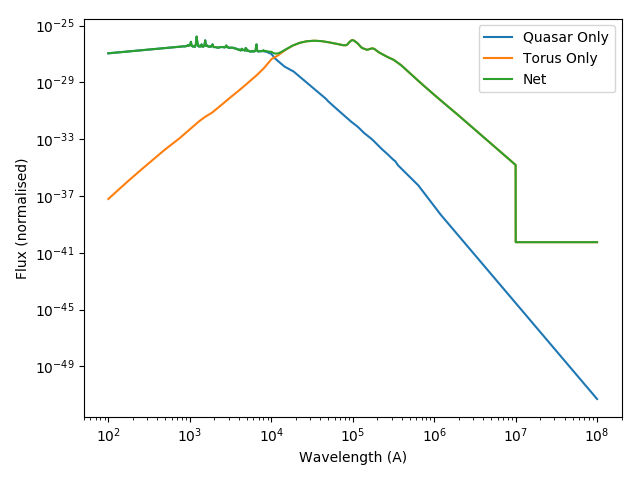 10^-25
10^-29
10^-33
10^-37
10^-41
10^-45
10^-49
Flux (normalised)
Quasar Only
Torus Only
Net
10^2 10^3 10^4 10^5 10^6 10^7 10^8
Wavelength (A)